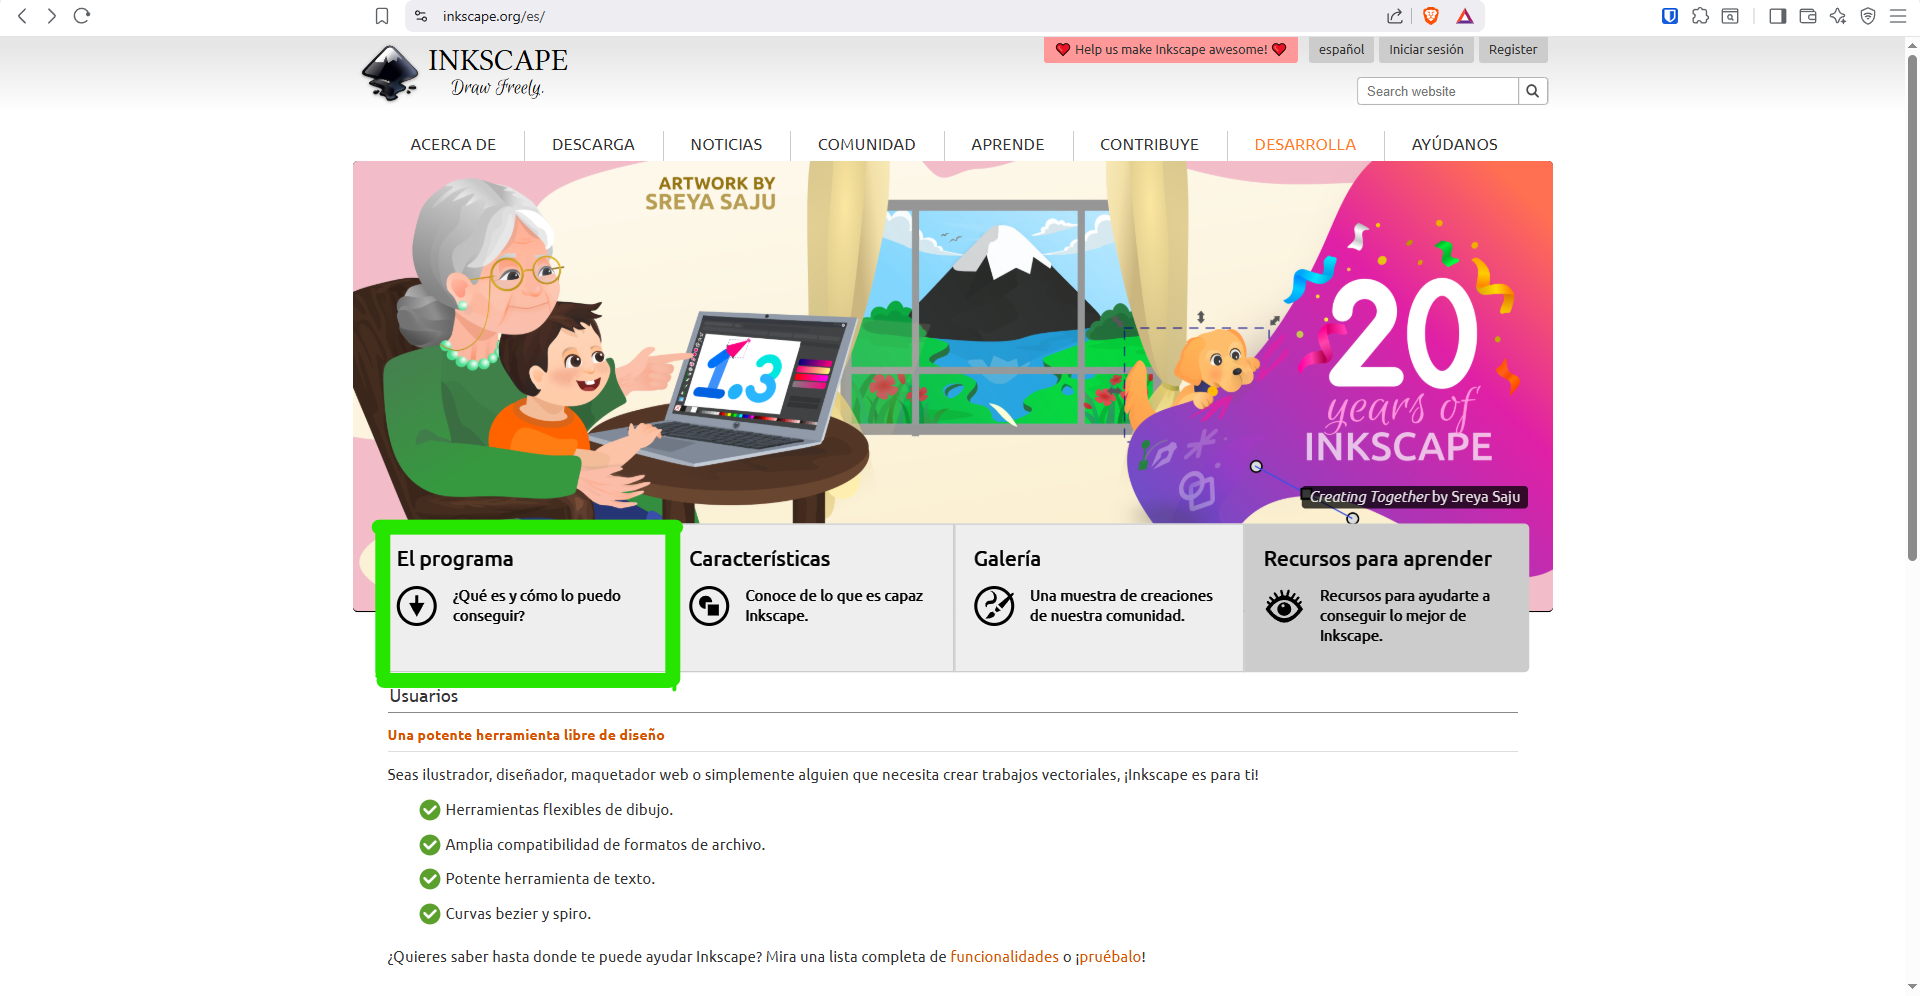 inkscape.org/es/
INKSCAPE
Draw Freely.
Help us make Inkscape awesome!
español
Iniciar sesión
Register
Search website
ACERCA DE
DESCARGA
NOTICIAS
COMUNIDAD
APRENDE
CONTRIBUYE
DESARROLLA
AYÚDANOS
ARTWORK BY
SREYA SAJU
1.3
20
years of
INKSCAPE
Creating Together by Sreya Saju
El programa
¿Qué es y cómo lo puedo
conseguir?
Características
Conoce de lo que es capaz
Inkscape.
Galería
Una muestra de creaciones
de nuestra comunidad.
Recursos para aprender
Recursos para ayudarte a
conseguir lo mejor de
Inkscape.
Usuarios
Una potente herramienta libre de diseño
Seas ilustrador, diseñador, maquetador web o simplemente alguien que necesita crear trabajos vectoriales, ¡Inkscape es para ti!
Herramientas flexibles de dibujo.
Amplia compatibilidad de formatos de archivo.
Potente herramienta de texto.
Curvas bezier y spiro.
¿Quieres saber hasta donde te puede ayudar Inkscape? Mira una lista completa de funcionalidades o ¡pruébalo!